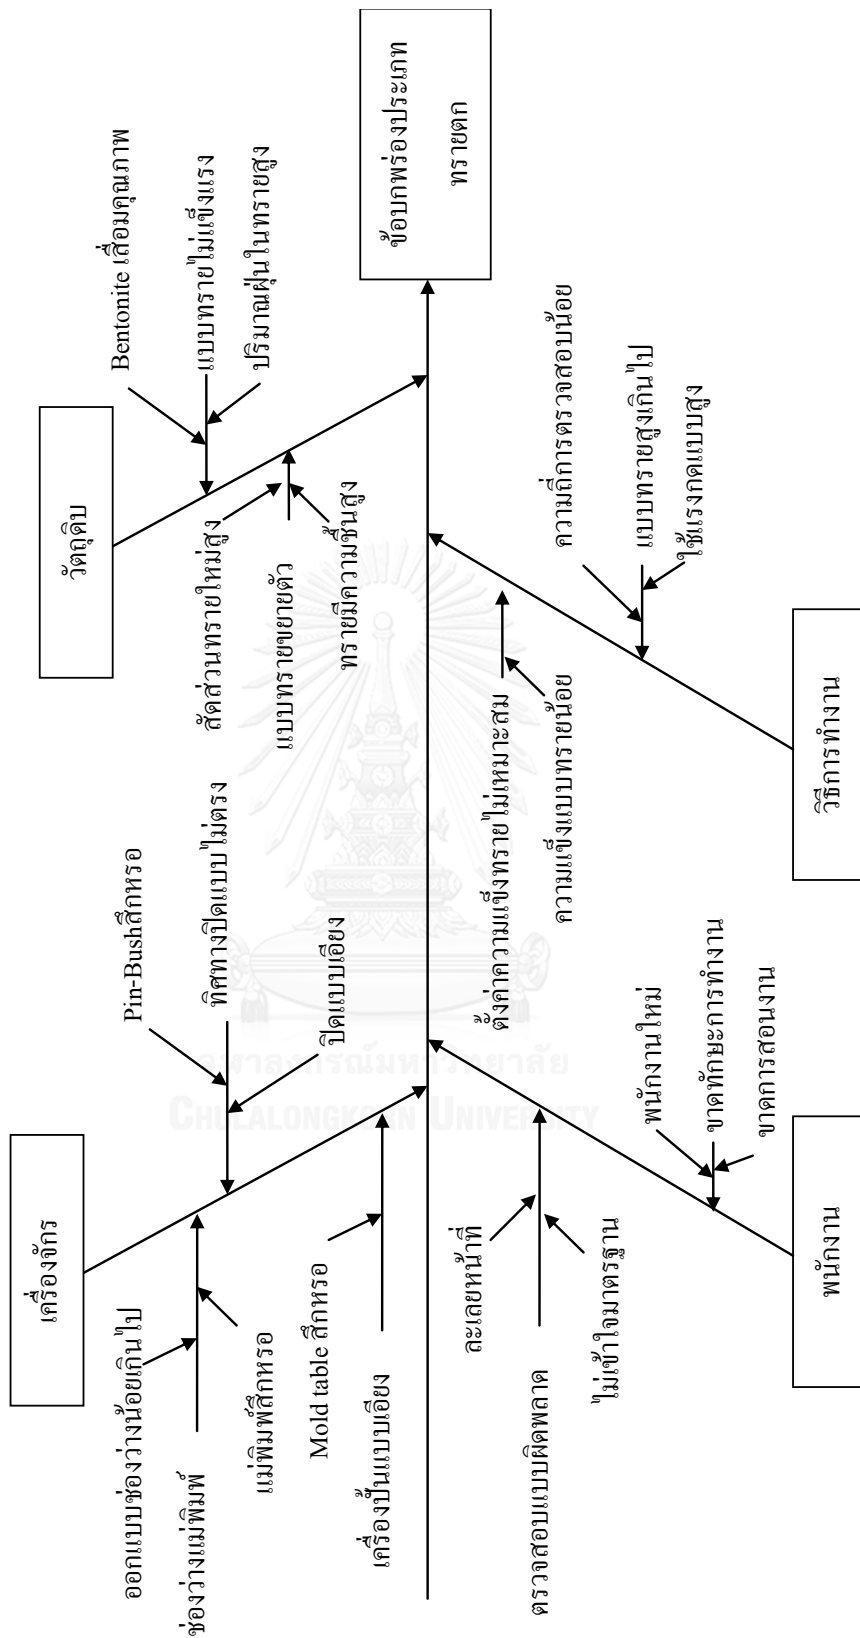 เครื่องจักร
วัตถุดิบ
ออกแบบช่องว่างน้อยเกินไป
ช่องว่างแม่พิมพ์
แม่พิมพ์สึกหรอ
Mold table สึกหรอ
เครื่องปั้นแบบเอียง
Pin-Bushสึกหรอ
ทิศทางปิดแบบไม่ตรง
ปิดแบบเอียง
สัดส่วนทรายใหม่สูง
แบบทรายขยายตัว
ทรายมีความชื้นสูง
Bentonite เสื่อมคุณภาพ
แบบทรายไม่แข็งแรง
ปริมาณฝุ่นในทรายสูง
ข้อบกพร่องประเภท
ทรายตก
ละเลยหน้าที่
ตรวจสอบแบบผิดพลาด
ไม่เข้าใจมาตรฐาน
พนักงานใหม่
ขาดทักษะการทำงาน
ขาดการสอนงาน
ตั้งค่าความแข็งทรายไม่เหมาะสม
ความแข็งแบบทรายน้อย
ความถี่การตรวจสอบน้อย
แบบทรายสูงเกินไป
ใช้แรงกดแบบสูง
พนักงาน
วิธีการทำงาน
จุฬาลงกรณ์มหาวิทยาลัย
CHULALONGKORN UNIVERSITY